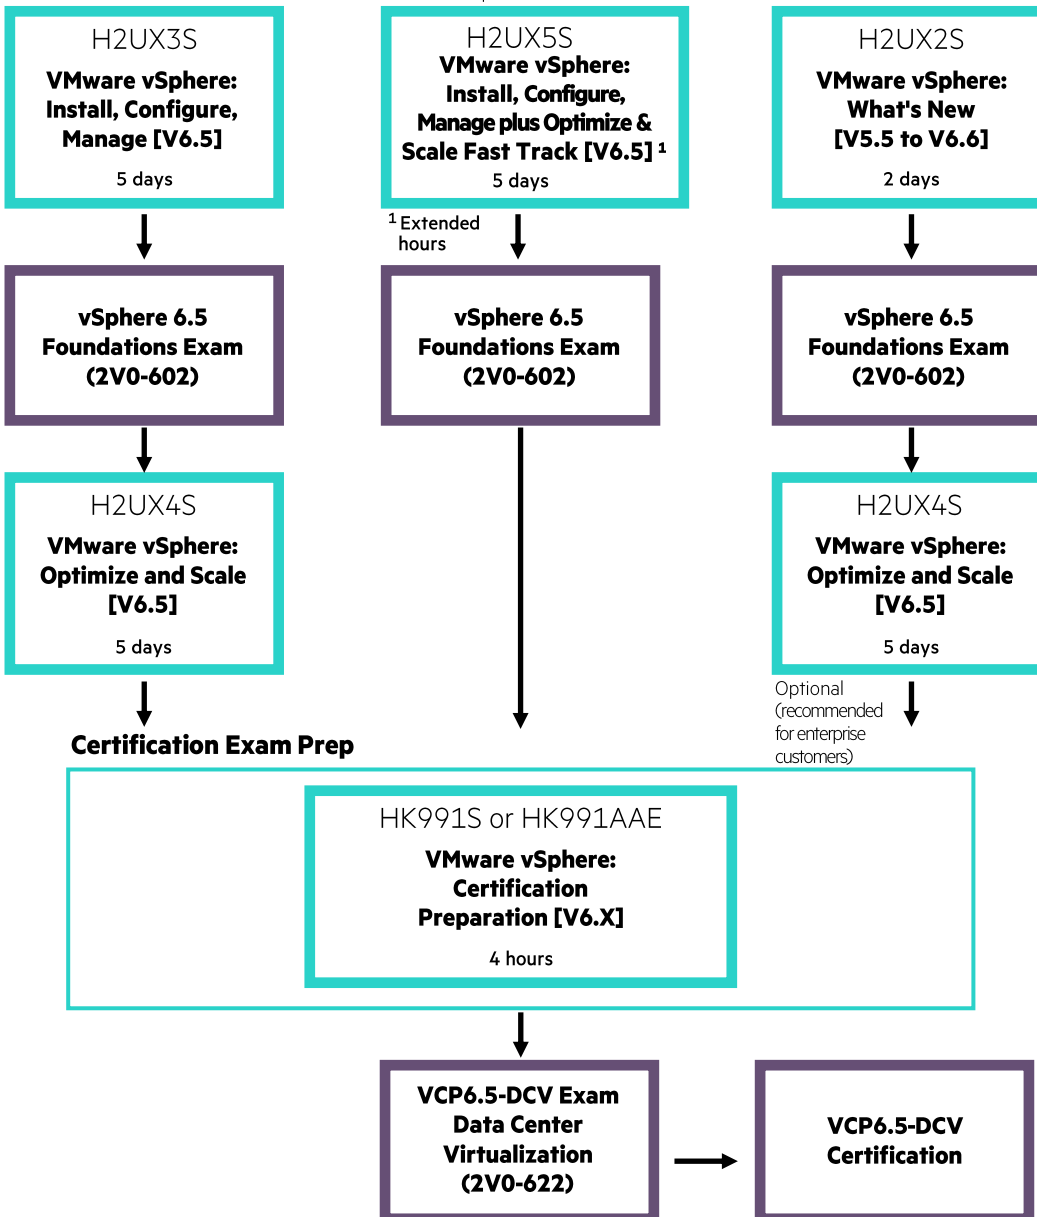 H2UX3S
VMware vSphere:
Install, Configure,
Manage [V6.5]
5 days
H2UX5S
VMware vSphere:
Install, Configure,
Manage plus Optimize &
Scale Fast Track [V6.5] ¹
5 days
H2UX2S
VMware vSphere:
What's New
[V5.5 to V6.6]
2 days
¹ Extended
hours
vSphere 6.5
Foundations Exam
(2V0-602)
vSphere 6.5
Foundations Exam
(2V0-602)
vSphere 6.5
Foundations Exam
(2V0-602)
H2UX4S
VMware vSphere:
Optimize and Scale
[V6.5]
5 days
H2UX4S
VMware vSphere:
Optimize and Scale
[V6.5]
5 days
Optional
(recommended
for enterprise
customers)
Certification Exam Prep
HK991S or HK991AAE
VMware vSphere:
Certification
Preparation [V6.X]
4 hours
VCP6.5-DCV Exam
Data Center
Virtualization
(2V0-622)
VCP6.5-DCV
Certification